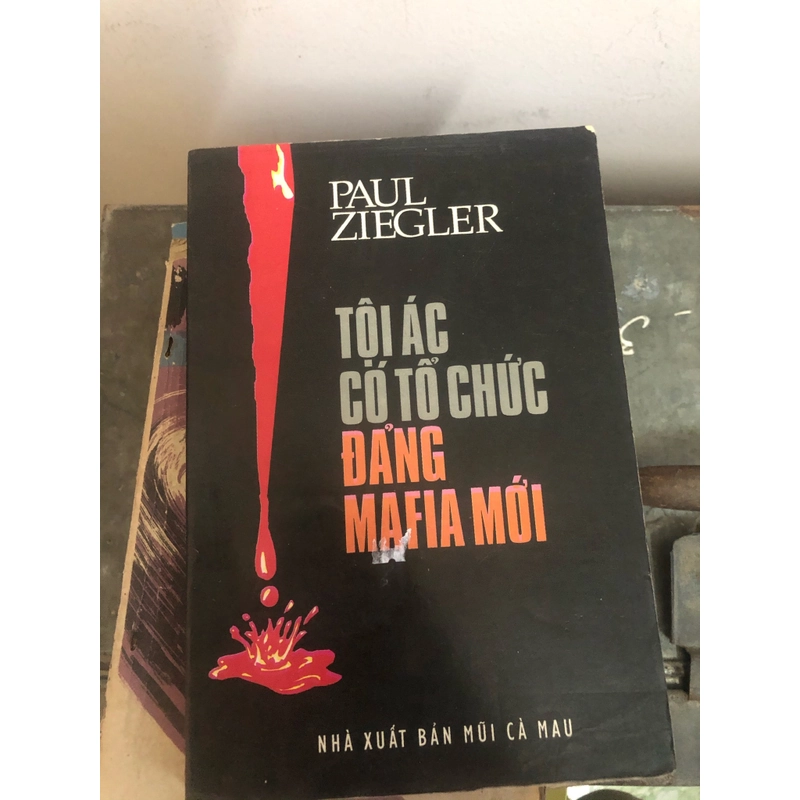 PAUL
ZIEGLER
TỘI ÁC
CÓ TỔ CHỨC
ĐẢNG
MAFIA MỚI
NHÀ XUẤT BẢN MŨI CÀ MAU